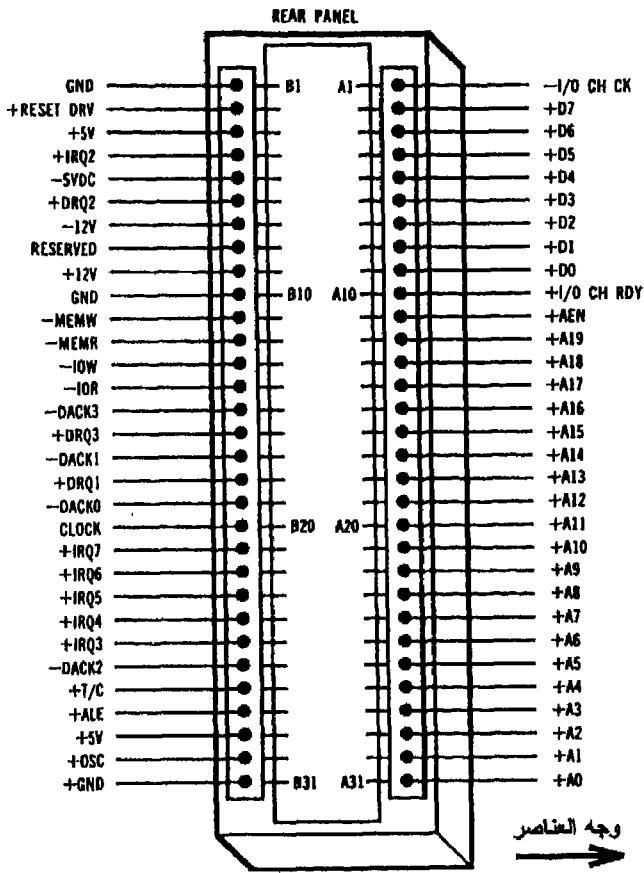 REAR PANEL
GND B1 A1 -I/O CH CK
+RESET DRV +D7
+5V +D6
+IRQ2 +D5
-5VDC +D4
+DRQ2 +D3
-12V +D2
RESERVED +D1
+12V +D0
GND B10 A10 +I/O CH RDY
-MEMW +AEN
-MEMR +A19
-IOW +A18
-IOR +A17
-DACK3 +A16
+DRQ3 +A15
-DACK1 +A14
+DRQ1 +A13
-DACK0 +A12
CLOCK B20 A20 +A11
+IRQ7 +A10
+IRQ6 +A9
+IRQ5 +A8
+IRQ4 +A7
+IRQ3 +A6
-DACK2 +A5
+T/C +A4
+ALE +A3
+5V +A2
+OSC +A1
+GND B31 A31 +A0
وجه العناصر